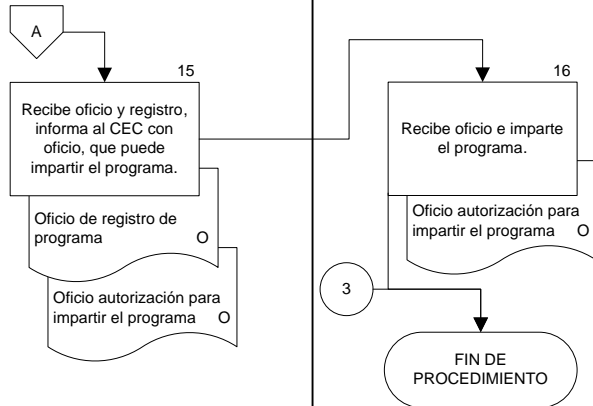 A
15
Recibe oficio y registro,
informa al CEC con
oficio, que puede
impartir el programa.
Oficio de registro de
programa O
Oficio autorización para
impartir el programa O
16
Recibe oficio e imparte
el programa.
Oficio autorización para
impartir el programa O
3
FIN DE
PROCEDIMIENTO